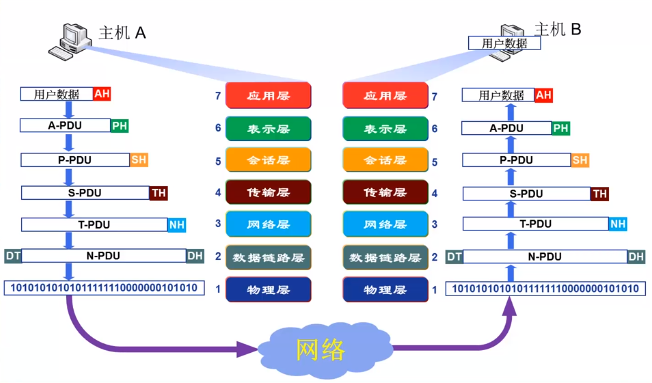 主机 A
主机 B
用户数据
用户数据 AH
7 应用层
应用层 7
用户数据 AH
A-PDU PH
6 表示层
表示层 6
A-PDU PH
P-PDU SH
5 会话层
会话层 5
P-PDU SH
S-PDU TH
4 传输层
传输层 4
S-PDU TH
T-PDU NH
3 网络层
网络层 3
T-PDU NH
DT N-PDU DH
2 数据链路层
数据链路层 2
DT N-PDU DH
101010101010111111110000000101010
1 物理层
物理层 1
101010101010111111110000000101010
网络